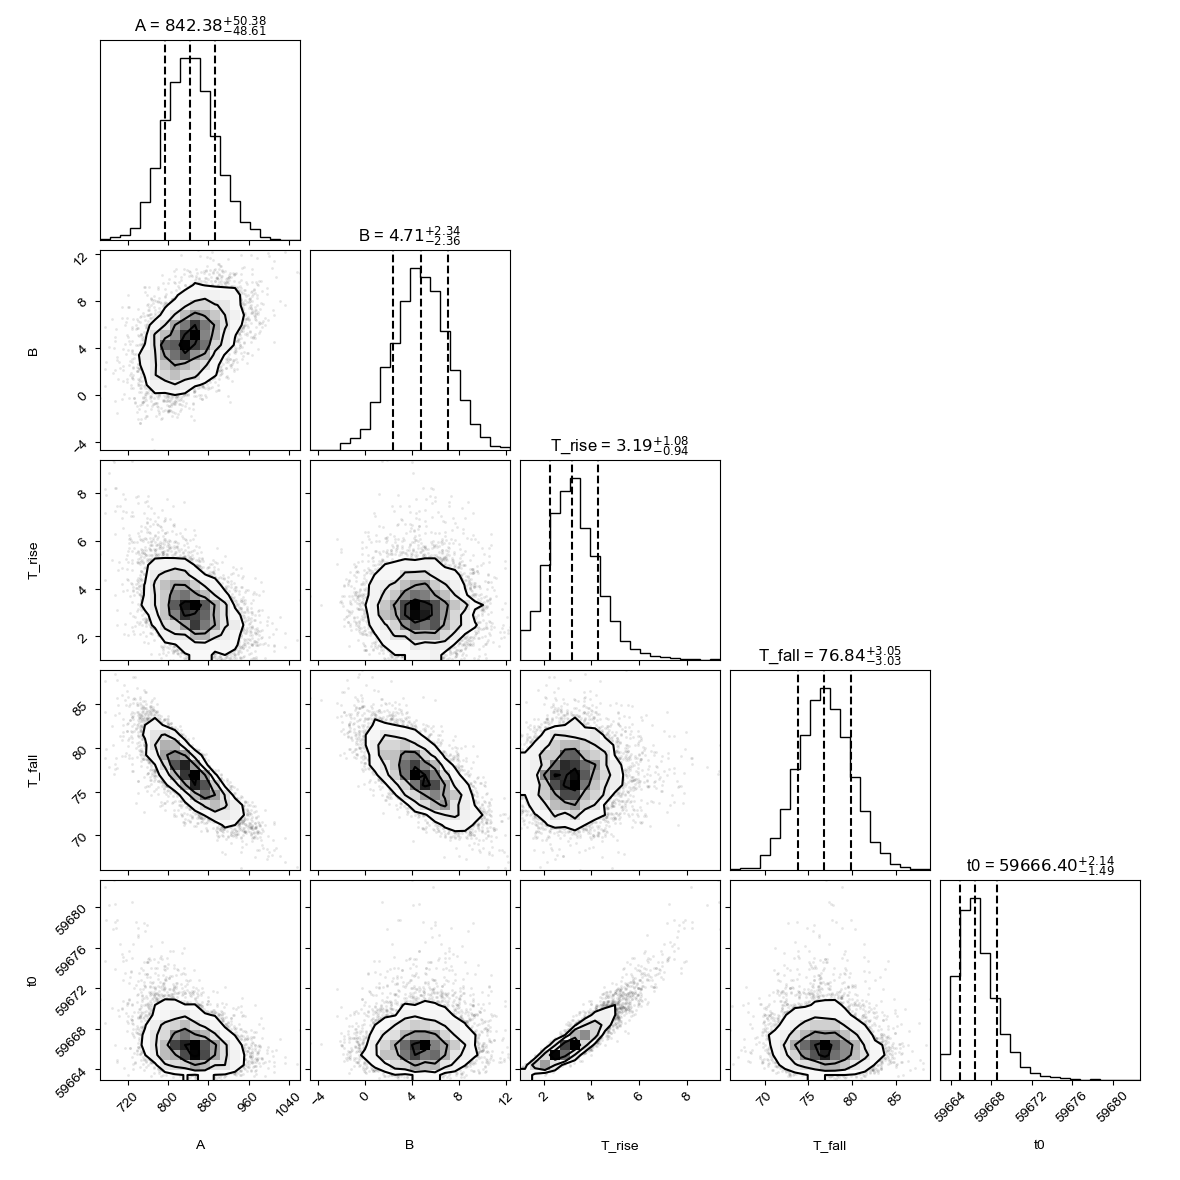 A = 842.38+50.38−48.61
B = 4.71+2.34−2.36
12
8
4
0
−4
B
T_rise = 3.19+1.08−0.94
8
6
4
2
T_rise
T_fall = 76.84+3.05−3.03
85
80
75
70
T_fall
t0 = 59666.40+2.14−1.49
59680
59676
59672
59668
59664
t0
720 800 880 960 1040 −4 0 4 8 12 2 4 6 8 70 75 80 85 59664 59668 59672 59676 59680
A B T_rise T_fall t0